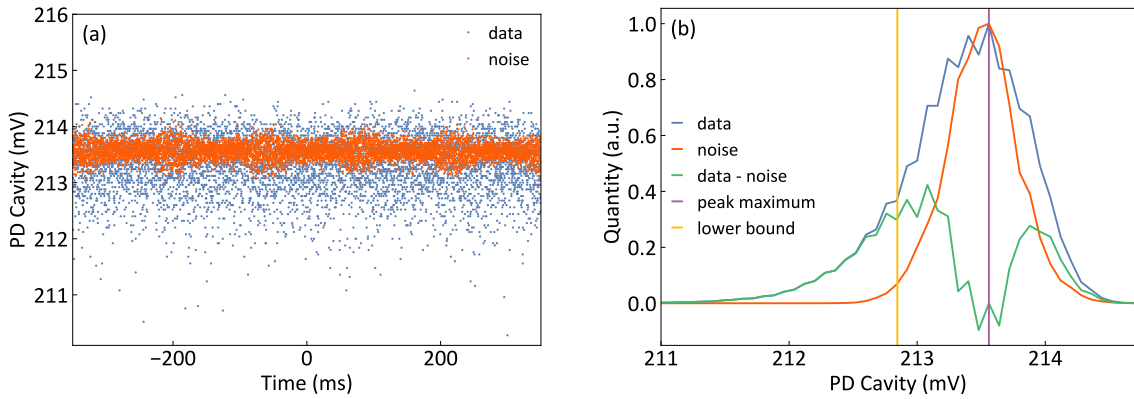 (a)
data
noise
216
215
214
213
212
211
PD Cavity (mV)
−200
0
200
Time (ms)
(b)
data
noise
data - noise
peak maximum
lower bound
1.0
0.8
0.6
0.4
0.2
0.0
Quantity (a.u.)
211
212
213
214
PD Cavity (mV)